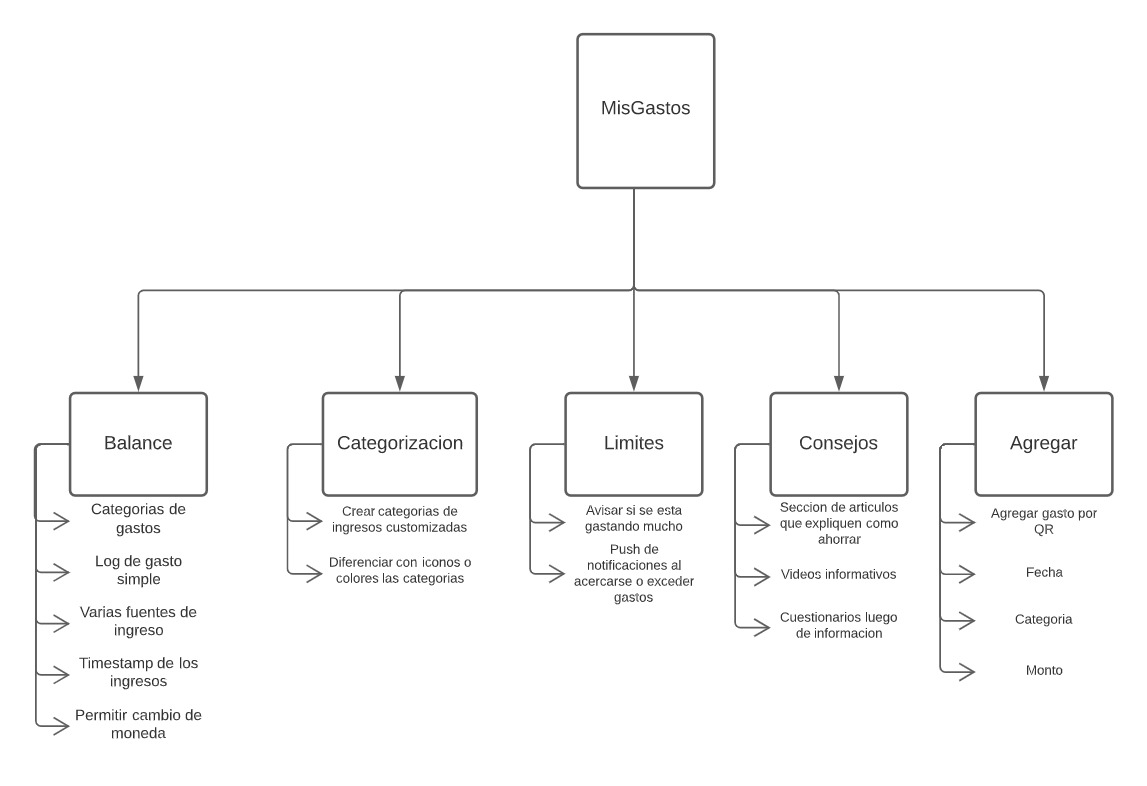 MisGastos
Balance
Categorias de
gastos
Log de gasto
simple
Varias fuentes de
ingreso
Timestamp de los
ingresos
Permitir cambio de
moneda
Categorizacion
Crear categorias de
ingresos customizadas
Diferenciar con iconos o
colores las categorias
Limites
Avisar si se esta
gastando mucho
Push de
notificaciones al
acercarse o exceder
gastos
Consejos
Seccion de articulos
que expliquen como
ahorrar
Videos informativos
Cuestionarios luego
de informacion
Agregar
Agregar gasto por
QR
Fecha
Categoria
Monto